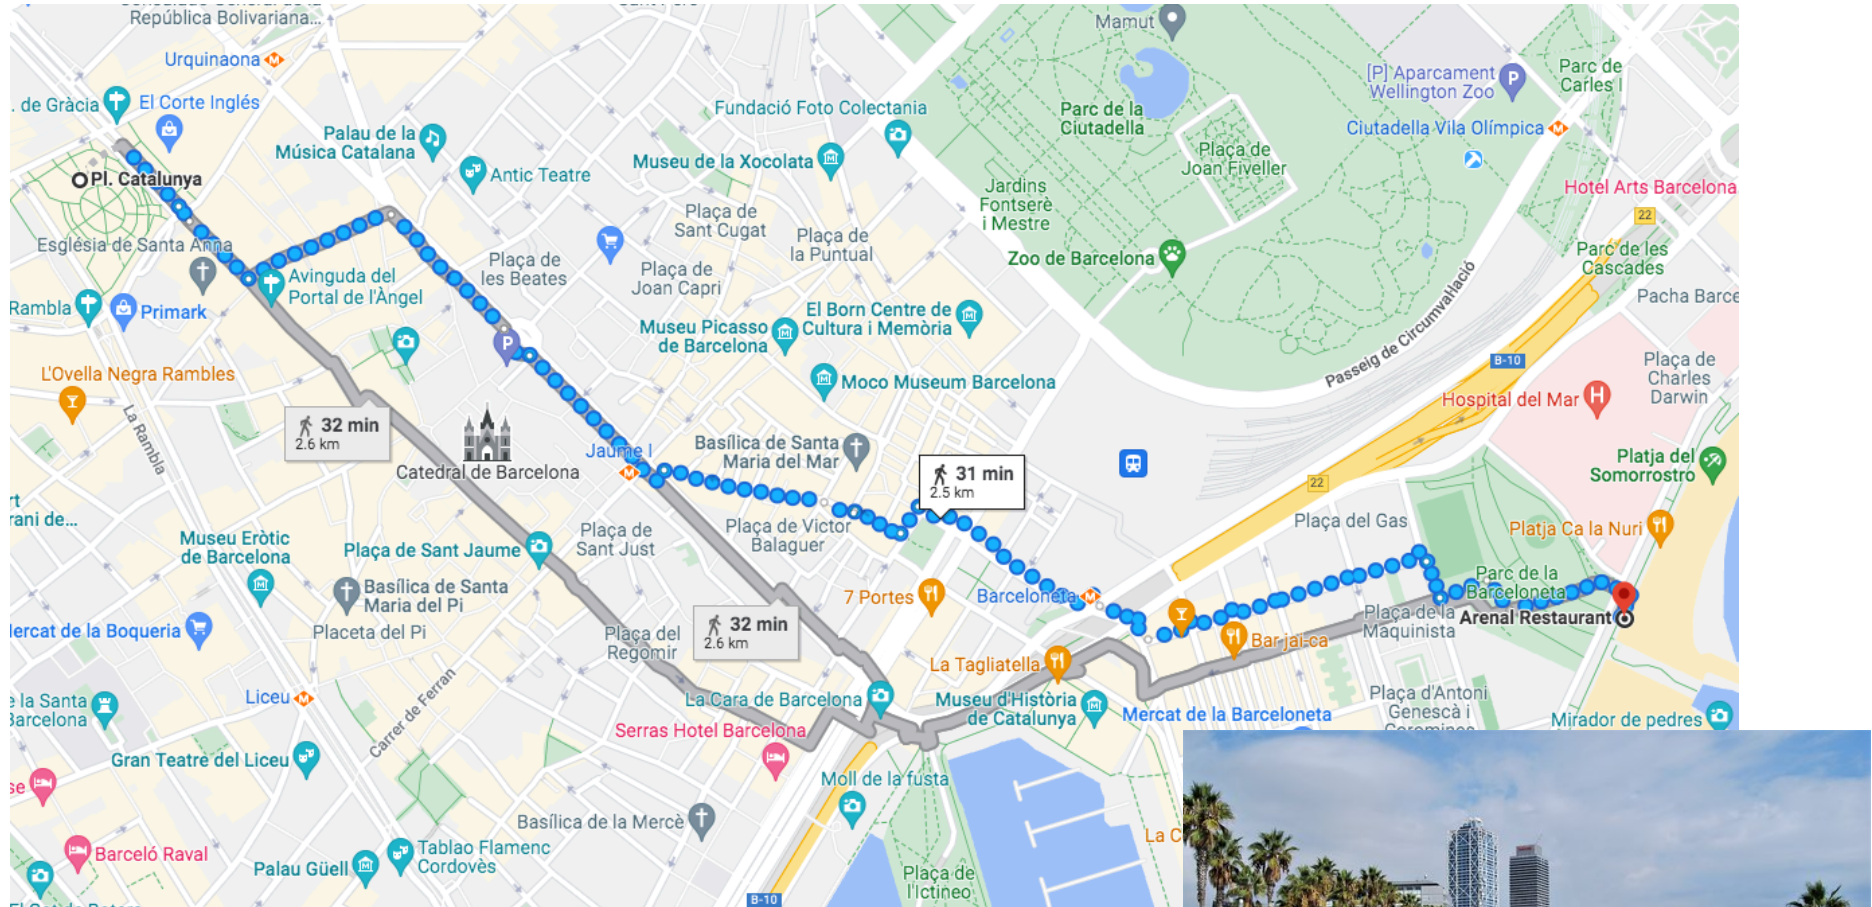 República Bolivariana...
Urquinaona
Mamut
[P] Aparcament
Wellington Zoo
Parc de
Carles I
. de Gràcia
El Corte Inglés
Palau de la
Música Catalana
Antic Teatre
Fundació Foto Colectania
Museu de la Xocolata
Parc de la
Ciutadella
Plaça de
Joan Fiveller
Ciutadella Vila Olímpica
Hotel Arts Barcelona
22
Pl. Catalunya
Jardins
Fontserè
i Mestre
Plaça de
Sant Cugat
Plaça de
la Puntual
Església de Santa Anna
Zoo de Barcelona
Parc de les
Cascades
Avinguda del
Portal de l'Àngel
Plaça de
les Beates
Plaça de
Joan Capri
Rambla
Primark
Pacha Barce
Passeig de Circumval·lació
Museu Picasso
de Barcelona
El Born Centre de
Cultura i Memòria
Moco Museum Barcelona
B-10
Plaça de
Charles
Darwin
Hospital del Mar
L'Ovella Negra Rambles
La Rambla
32 min
2.6 km
Catedral de Barcelona
Jaume I
Basílica de Santa
Maria del Mar
31 min
2.5 km
22
Platja del
Somorrostro
rt
rani de...
Plaça de Victor
Balaguer
Plaça del Gas
Platja Ca la Nuri
Museu Eròtic
de Barcelona
Plaça de Sant Jaume
Plaça de
Sant Just
Basílica de Santa
Maria del Pi
7 Portes
Barceloneta
Parc de la
Barceloneta
Plaça de la
Maquinista
Arenal Restaurant
ercat de la Boqueria
Placeta del Pi
Plaça del
Regomir
32 min
2.6 km
La Tagliatella
Bar jai-ca
e la Santa
Barcelona
Liceu
Carrer de Ferran
La Cara de Barcelona
Museu d'Història
de Catalunya
Mercat de la Barceloneta
Plaça d'Antoni
Genescà i
Mirador de pedres
Serras Hotel Barcelona
Gran Teatre del Liceu
Moll de la fusta
se
Basílica de la Mercè
La C
Barceló Raval
Palau Güell
Tablao Flamenc
Cordovès
Plaça de
l'Ictineo
B-10